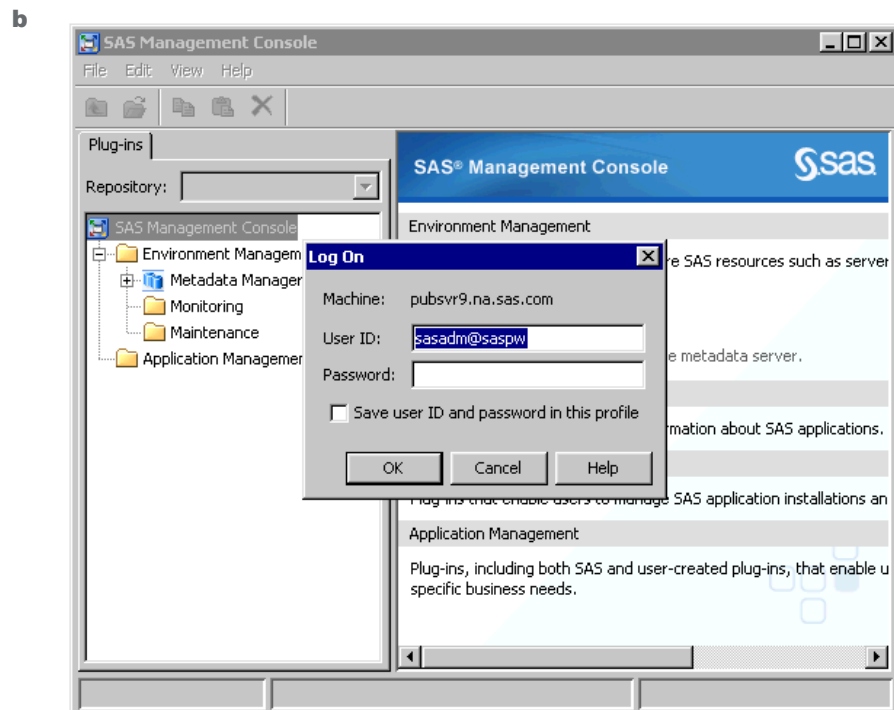 b
SAS Management Console
File Edit View Help
Plug-ins
Repository:
SAS Management Console
Environment Managem
Metadata Manager
Monitoring
Maintenance
Application Managemer
SAS® Management Console
sas
Environment Management
re SAS resources such as server
e metadata server.
rmation about SAS applications.
Plug-ins that enable users to manage SAS application installations an
Application Management
Plug-ins, including both SAS and user-created plug-ins, that enable u
specific business needs.
Log On
Machine: pubsvr9.na.sas.com
User ID: sasadm@saspw
Password:
Save user ID and password in this profile
OK Cancel Help